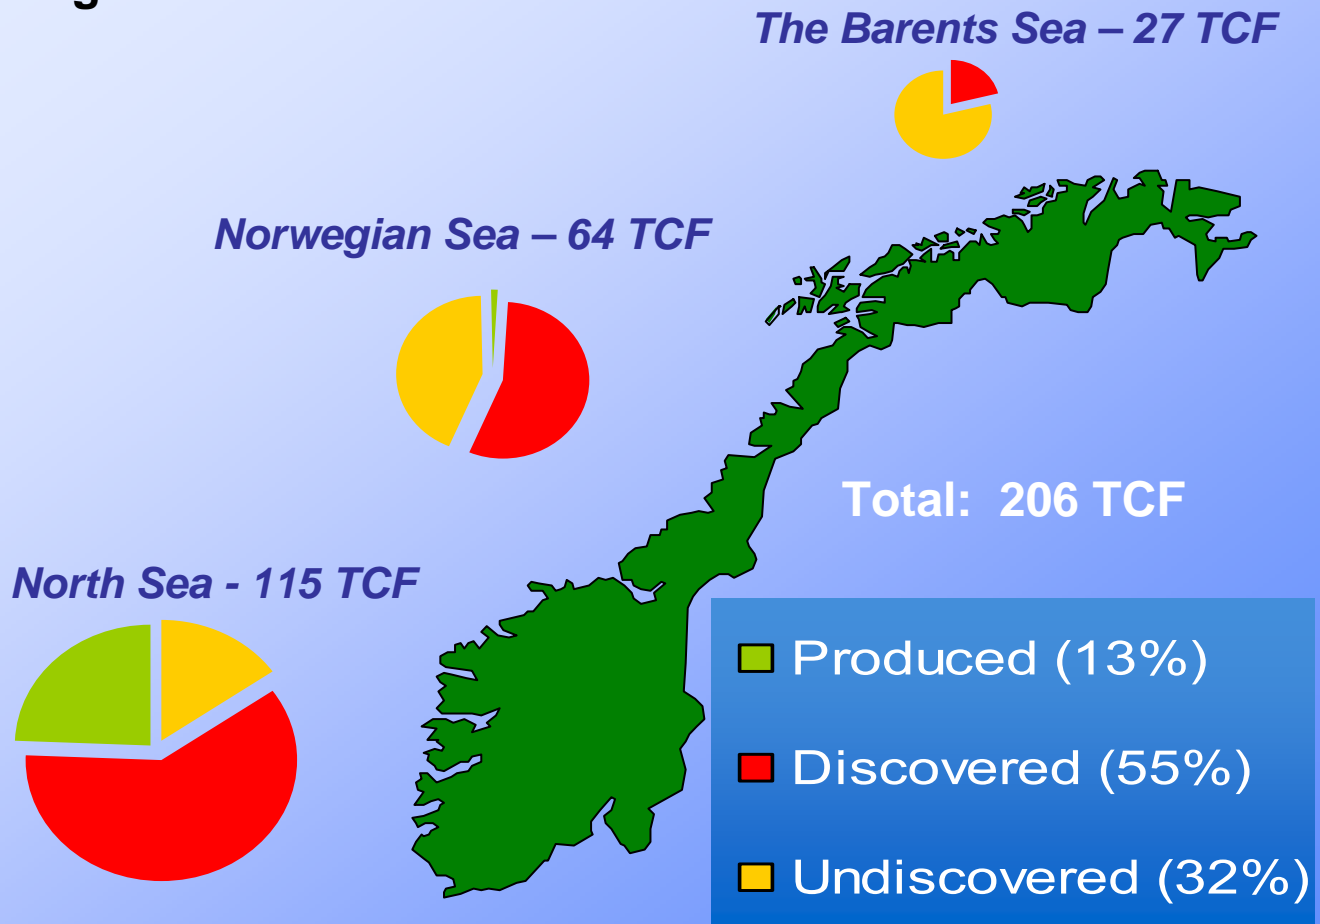 The Barents Sea – 27 TCF
Norwegian Sea – 64 TCF
Total:  206 TCF
North Sea - 115 TCF
Produced (13%)
Discovered (55%)
Undiscovered (32%)